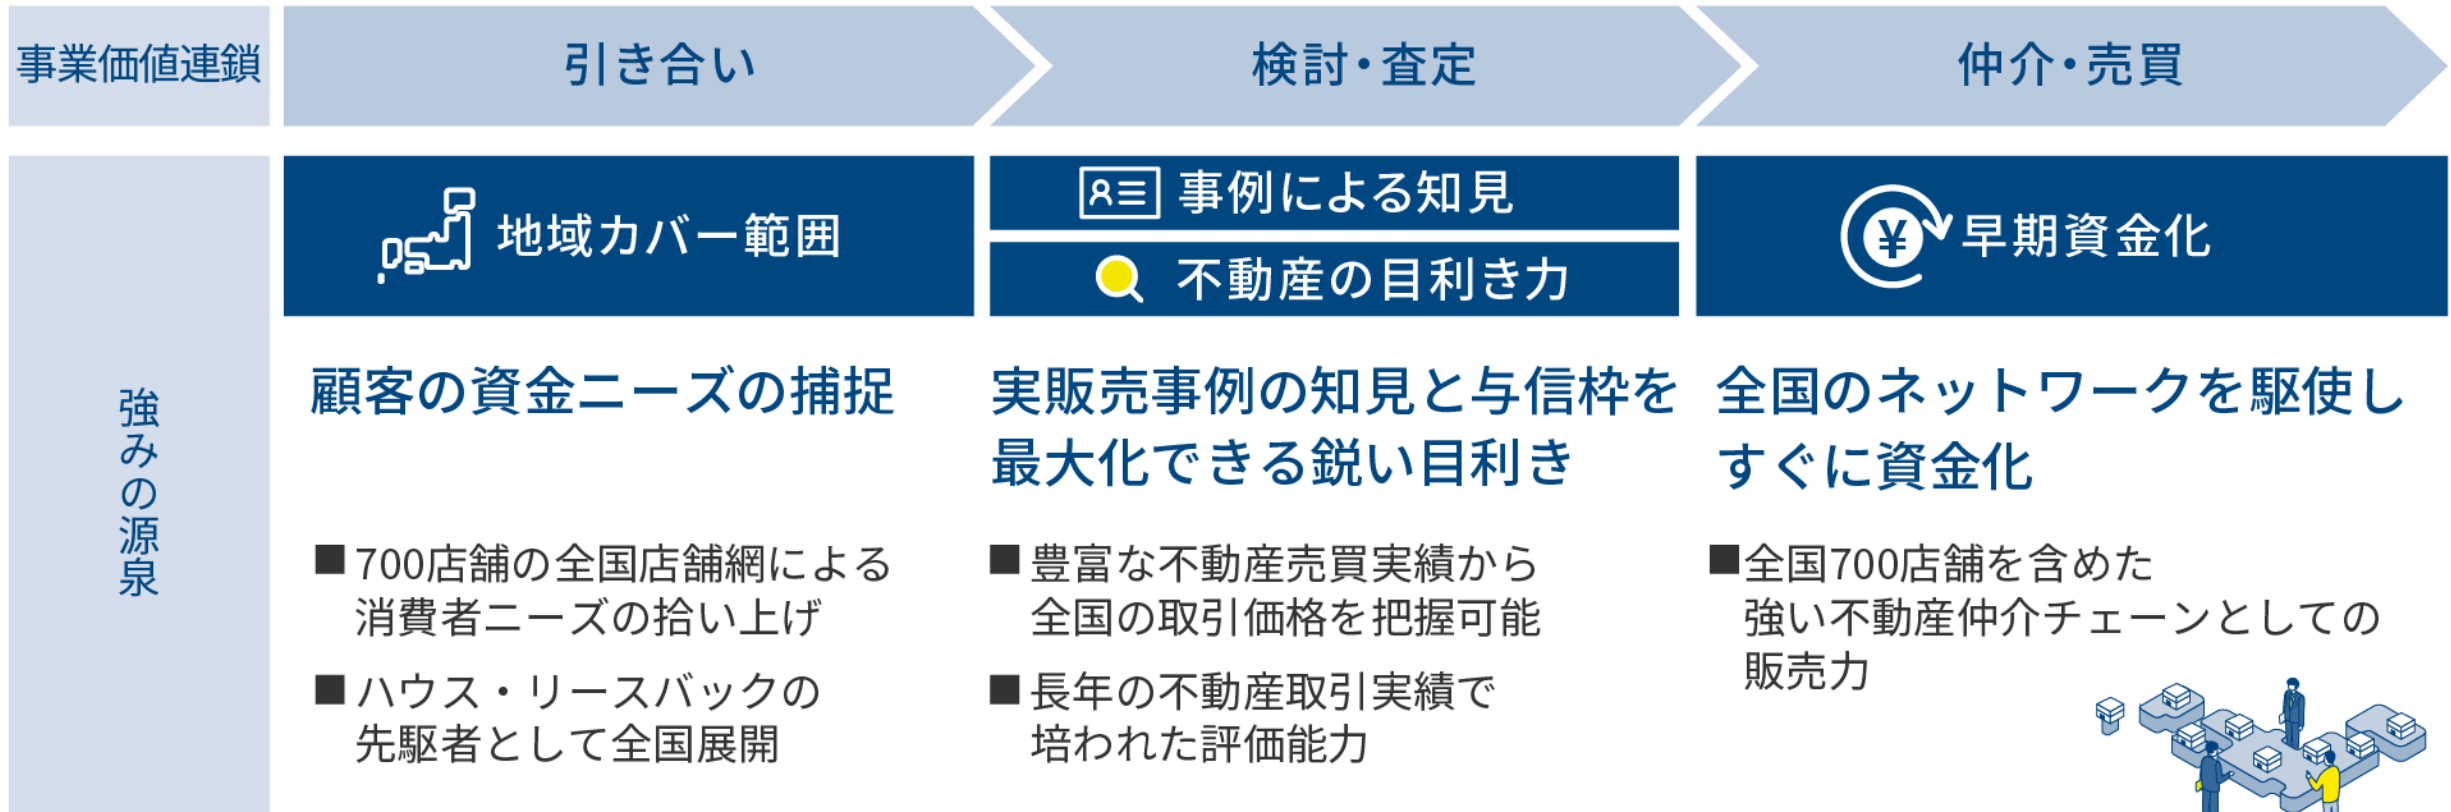 事業価値連鎖
引き合い
検討・査定
仲介・売買
強みの源泉
地域カバー範囲
事例による知見
不動産の目利き力
早期資金化
顧客の資金ニーズの捕捉
■700店舗の全国店舗網による
消費者ニーズの拾い上げ
■ハウス・リースバックの
先駆者として全国展開
実販売事例の知見と与信枠を
最大化できる鋭い目利き
■豊富な不動産売買実績から
全国の取引価格を把握可能
■長年の不動産取引実績で
培われた評価能力
全国のネットワークを駆使し
すぐに資金化
■全国700店舗を含めた
強い不動産仲介チェーンとしての
販売力